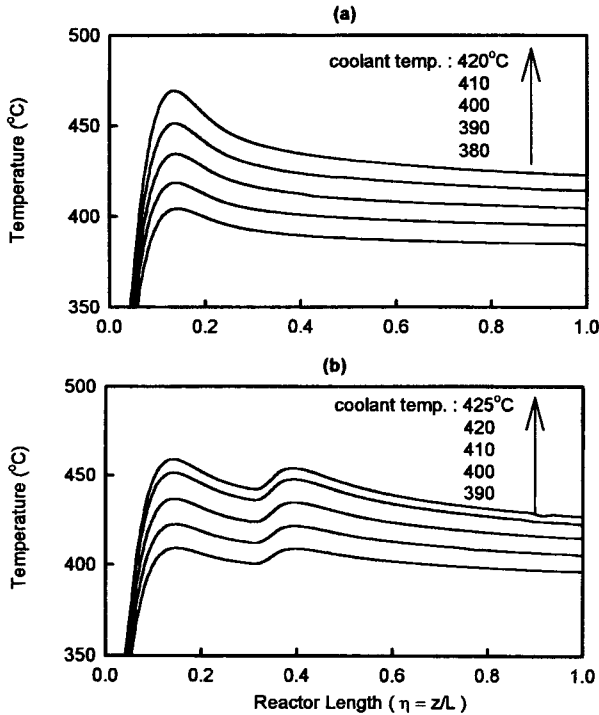 (a)
500
450
400
350
Temperature (°C)
coolant temp. : 420°C
410
400
390
380
0.0 0.2 0.4 0.6 0.8 1.0
(b)
500
450
400
350
Temperature (°C)
coolant temp. : 425°C
420
410
400
390
0.0 0.2 0.4 0.6 0.8 1.0
Reactor Length ( η = z/L )